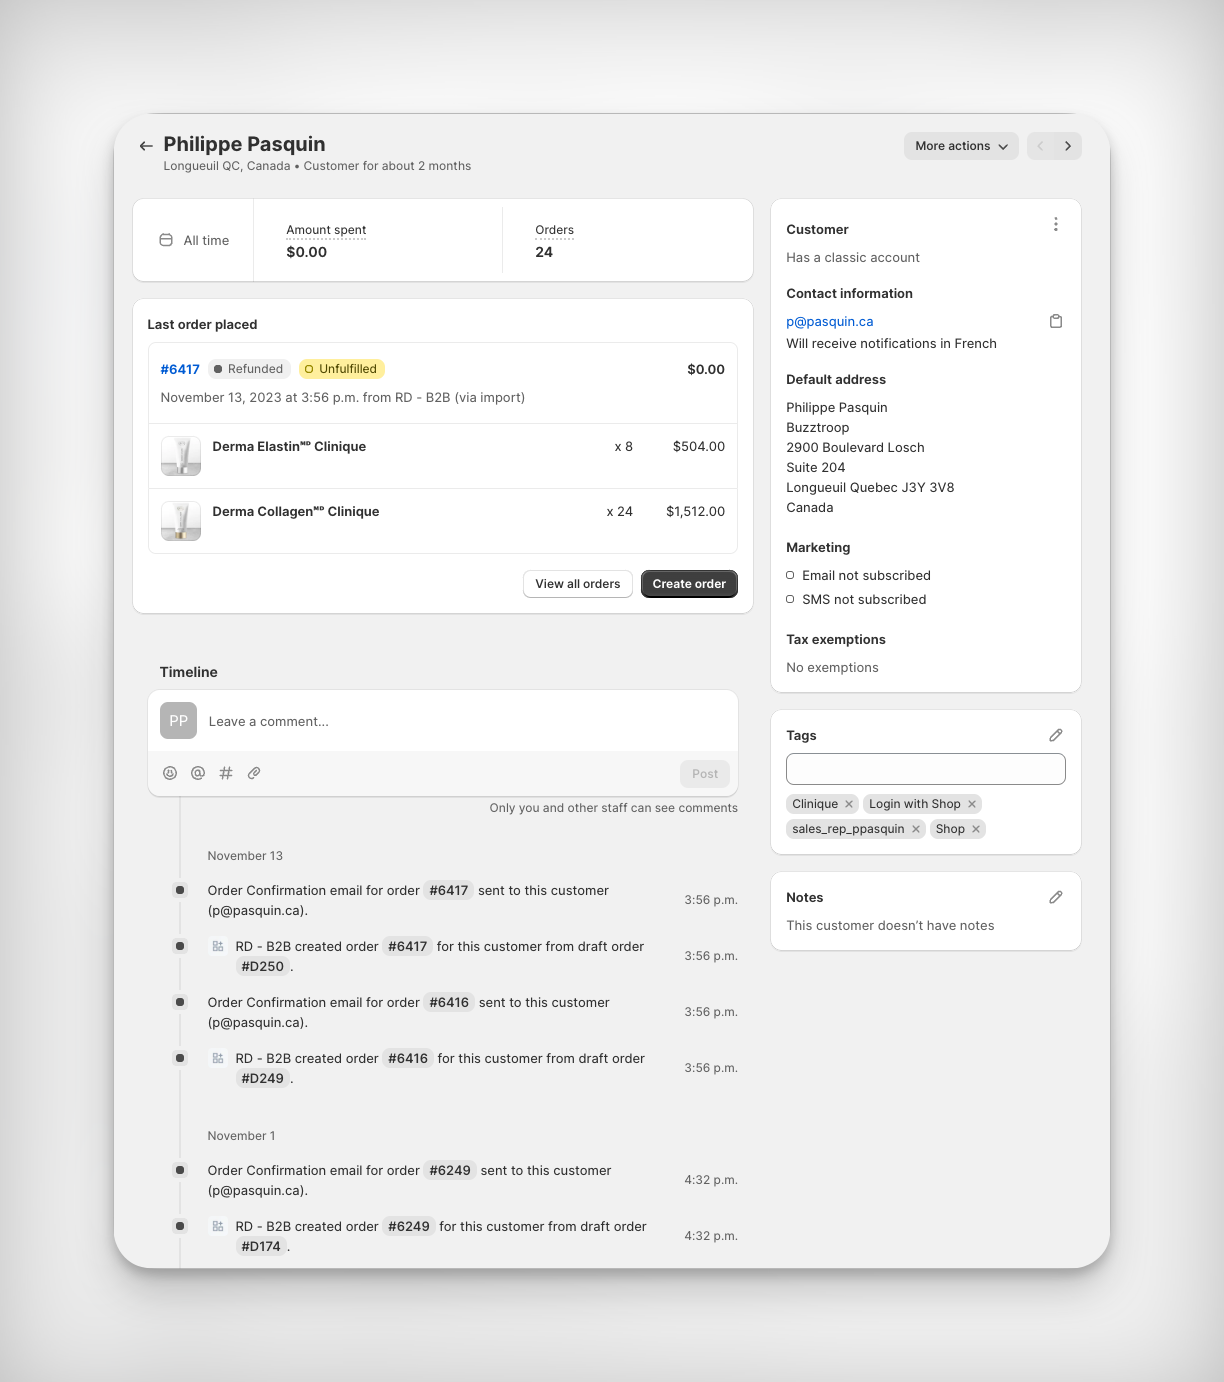 Philippe Pasquin
Longueuil QC, Canada • Customer for about 2 months
More actions
All time
Amount spent
$0.00
Orders
24
Last order placed
#6417 Refunded Unfulfilled $0.00
November 13, 2023 at 3:56 p.m. from RD - B2B (via import)
Derma Elastinᴹᴰ Clinique x 8 $504.00
Derma Collagenᴹᴰ Clinique x 24 $1,512.00
View all orders Create order
Timeline
PP Leave a comment...
Post
Only you and other staff can see comments
November 13
Order Confirmation email for order #6417 sent to this customer
(p@pasquin.ca).
3:56 p.m.
RD - B2B created order #6417 for this customer from draft order
#D250 .
3:56 p.m.
Order Confirmation email for order #6416 sent to this customer
(p@pasquin.ca).
3:56 p.m.
RD - B2B created order #6416 for this customer from draft order
#D249 .
3:56 p.m.
November 1
Order Confirmation email for order #6249 sent to this customer
(p@pasquin.ca).
4:32 p.m.
RD - B2B created order #6249 for this customer from draft order
#D174 .
4:32 p.m.
Customer
Has a classic account
Contact information
p@pasquin.ca
Will receive notifications in French
Default address
Philippe Pasquin
Buzztroop
2900 Boulevard Losch
Suite 204
Longueuil Quebec J3Y 3V8
Canada
Marketing
Email not subscribed
SMS not subscribed
Tax exemptions
No exemptions
Tags
Clinique Login with Shop
sales_rep_ppasquin Shop
Notes
This customer doesn’t have notes